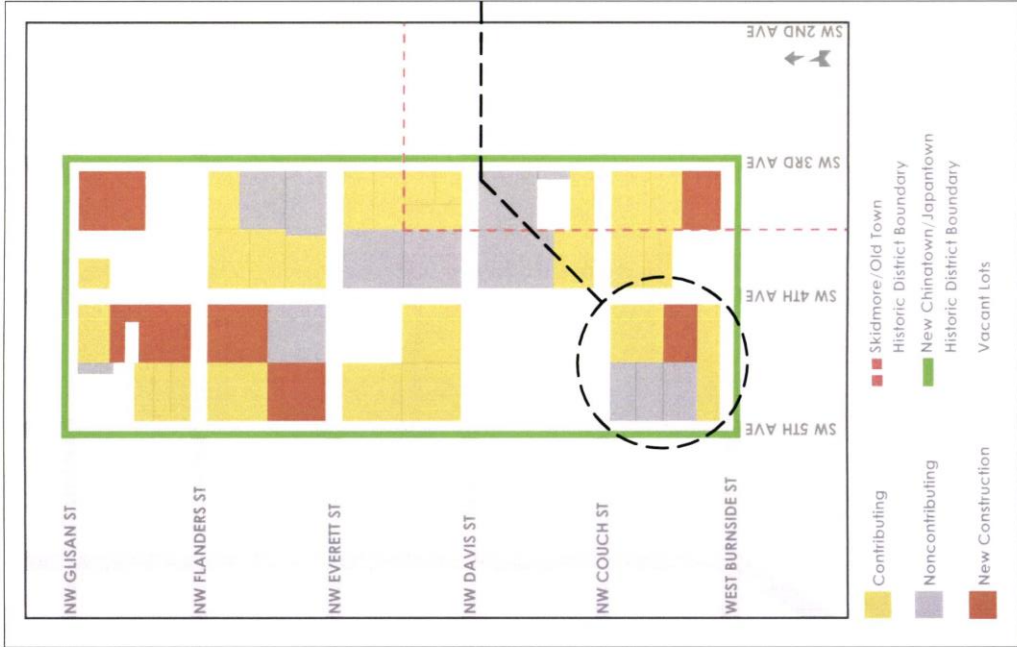 SW 2ND AVE
SW 3RD AVE
SW 4TH AVE
SW 5TH AVE
NW GLISAN ST
NW FLANDERS ST
NW EVERETT ST
NW DAVIS ST
NW COUCH ST
WEST BURNSIDE ST
Contributing
Noncontributing
New Construction
Skidmore/Old Town
Historic District Boundary
New Chinatown/Japantown
Historic District Boundary
Vacant Lots